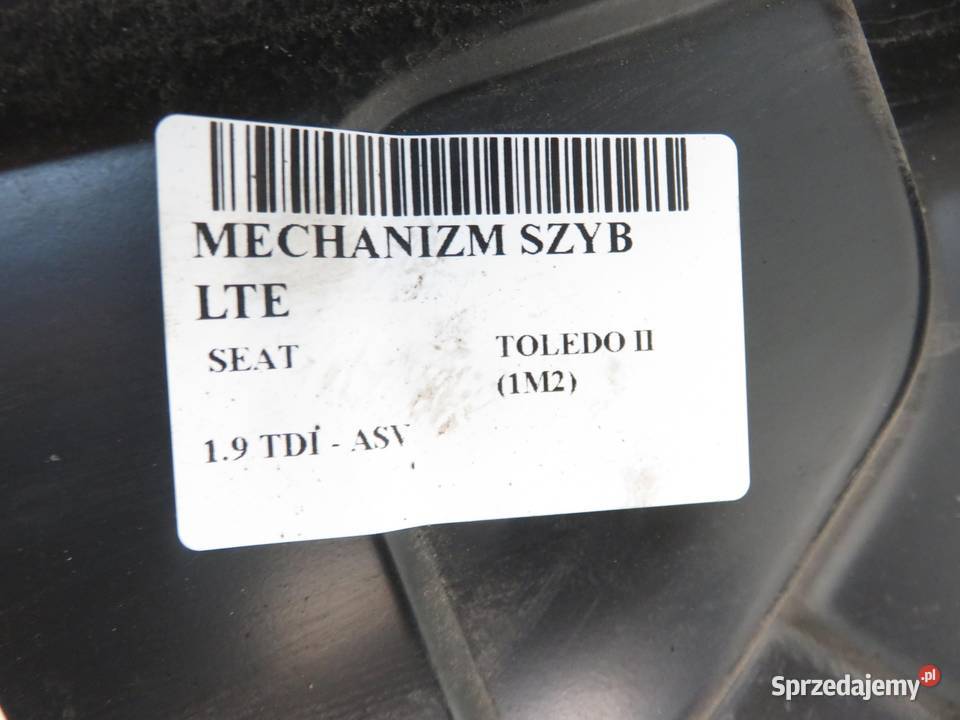 MECHANIZM SZYB
LTE
SEAT TOLEDO II
(1M2)
1.9 TDI - ASV
Sprzedajemy.pl